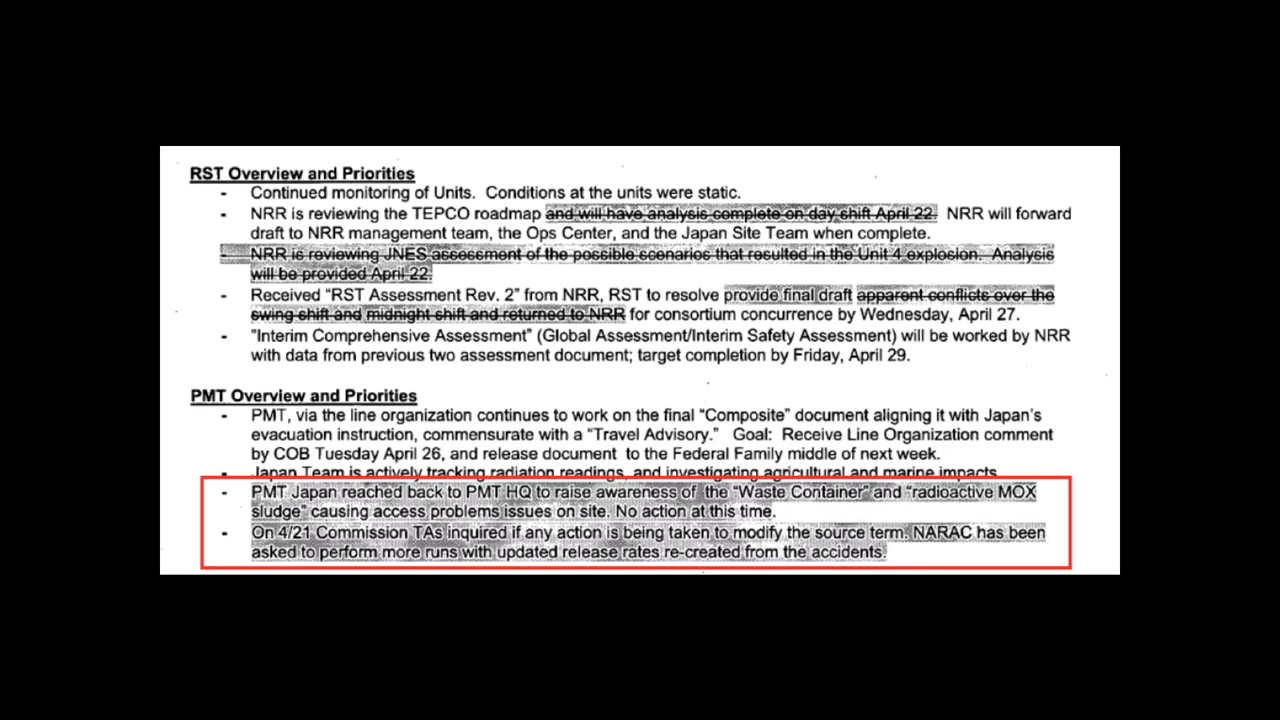 RST Overview and Priorities
- Continued monitoring of Units. Conditions at the units were static.
- NRR is reviewing the TEPCO roadmap and will have analysis complete on day shift April 22. NRR will forward
draft to NRR management team, the Ops Center, and the Japan Site Team when complete.
- NRR is reviewing JNES assessment of the possible scenarios that resulted in the Unit 4 explosion. Analysis
will be provided April 22.
- Received “RST Assessment Rev. 2” from NRR, RST to resolve provide final draft apparent conflicts over the
swing shift and midnight shift and returned to NRR for consortium concurrence by Wednesday, April 27.
- "Interim Comprehensive Assessment" (Global Assessment/Interim Safety Assessment) will be worked by NRR
with data from previous two assessment document; target completion by Friday, April 29.
PMT Overview and Priorities
- PMT, via the line organization continues to work on the final “Composite” document aligning it with Japan’s
evacuation instruction, commensurate with a “Travel Advisory.” Goal: Receive Line Organization comment
by COB Tuesday April 26, and release document to the Federal Family middle of next week.
- Japan Team is actively tracking radiation readings, and investigating agricultural and marine impacts
- PMT Japan reached back to PMT HQ to raise awareness of the “Waste Container” and “radioactive MOX
sludge” causing access problems issues on site. No action at this time.
- On 4/21 Commission TAs inquired if any action is being taken to modify the source term. NARAC has been
asked to perform more runs with updated release rates re-created from the accidents.